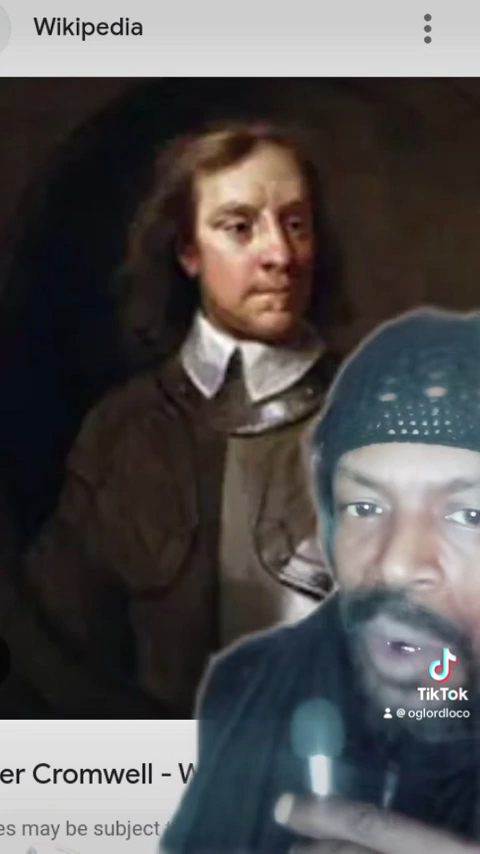 Wikipedia
TikTok
@oglordloco
er Cromwell - W
es may be subject